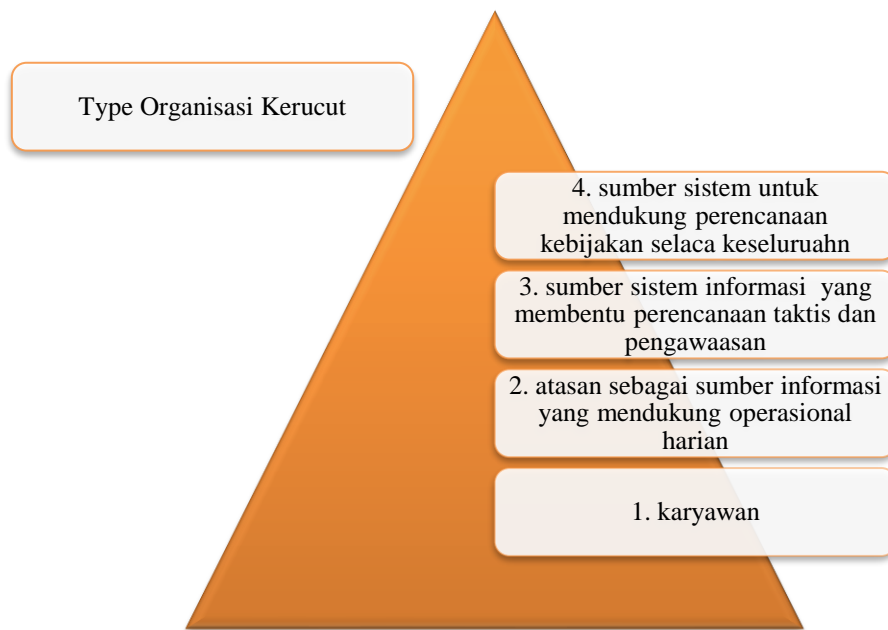 Type Organisasi Kerucut
4. sumber sistem untuk
mendukung perencanaan
kebijakan selaca keseluruahn
3. sumber sistem informasi  yang
membentu perencanaan taktis dan
pengawaasan
2. atasan sebagai sumber informasi
yang mendukung operasional
harian
1. karyawan